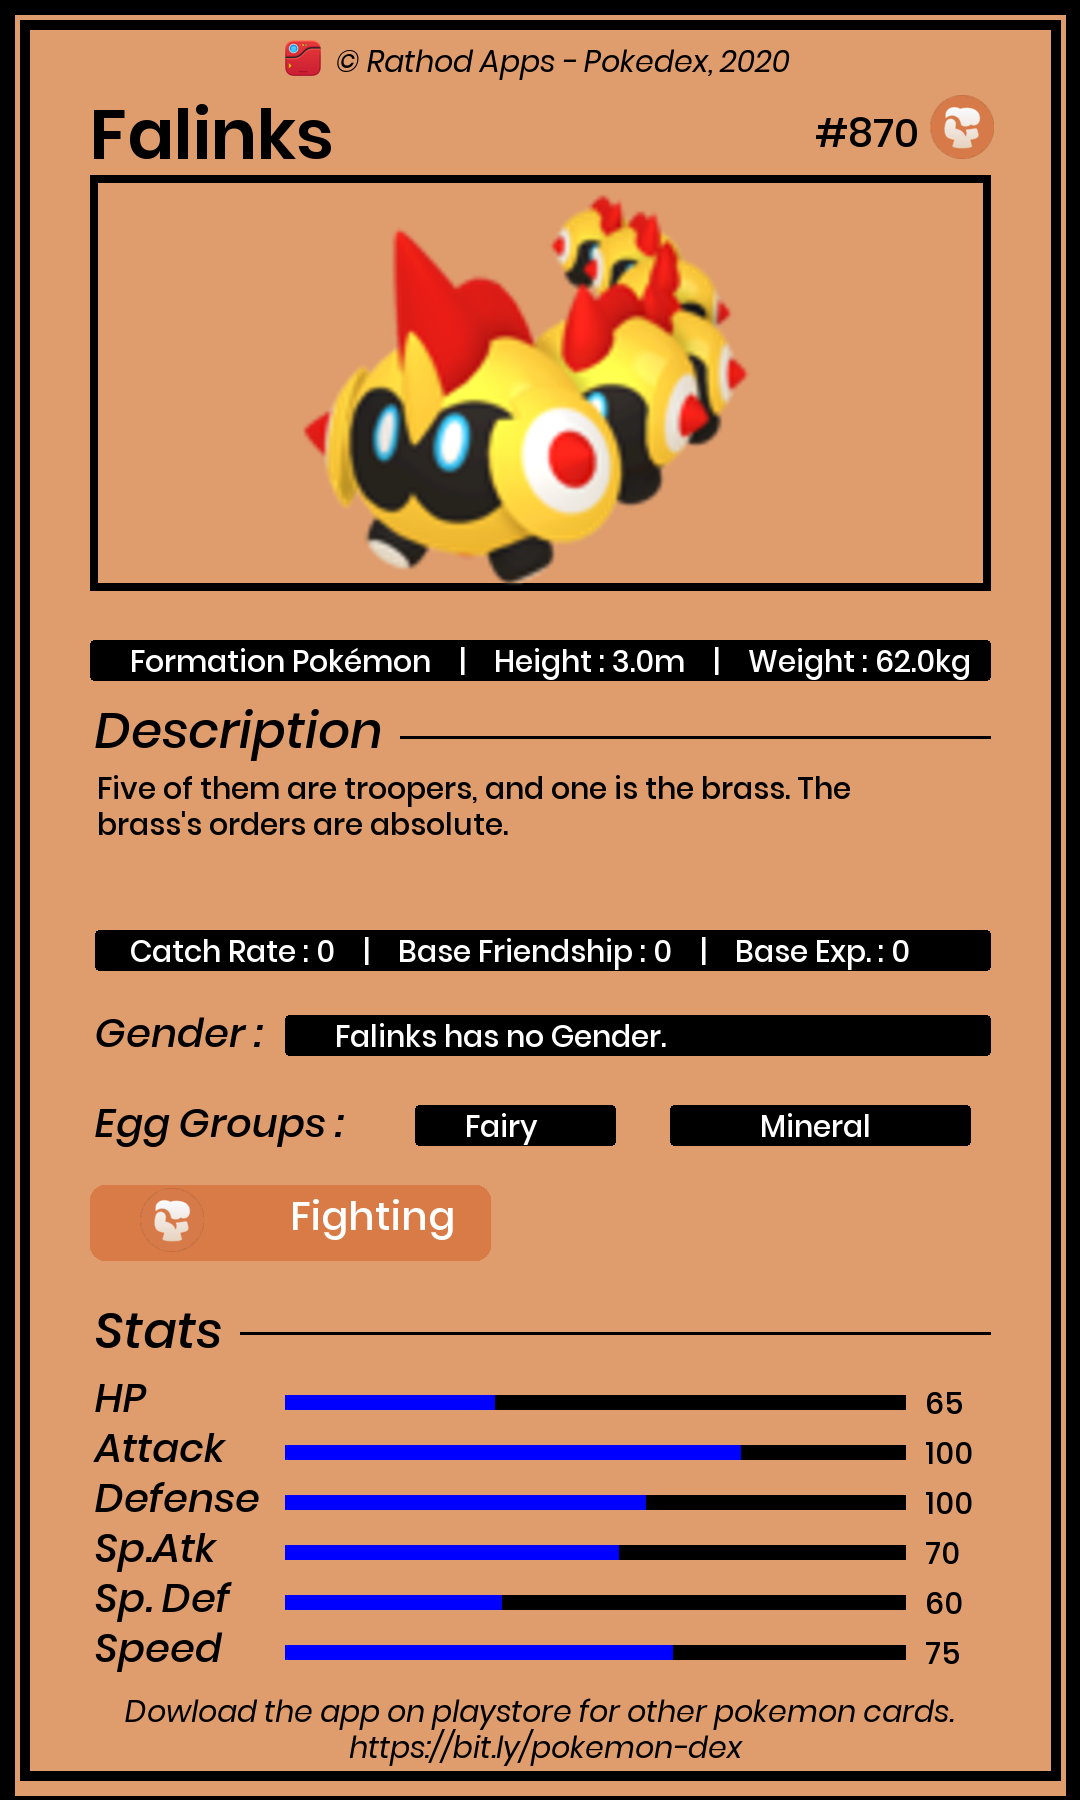 © Rathod Apps - Pokedex, 2020
Falinks
#870
Formation Pokémon | Height : 3.0m | Weight : 62.0kg
Description
Five of them are troopers, and one is the brass. The
brass's orders are absolute.
Catch Rate : 0 | Base Friendship : 0 | Base Exp. : 0
Gender : Falinks has no Gender.
Egg Groups : Fairy Mineral
Fighting
Stats
HP 65
Attack 100
Defense 100
Sp.Atk 70
Sp. Def 60
Speed 75
Dowload the app on playstore for other pokemon cards.
https://bit.ly/pokemon-dex